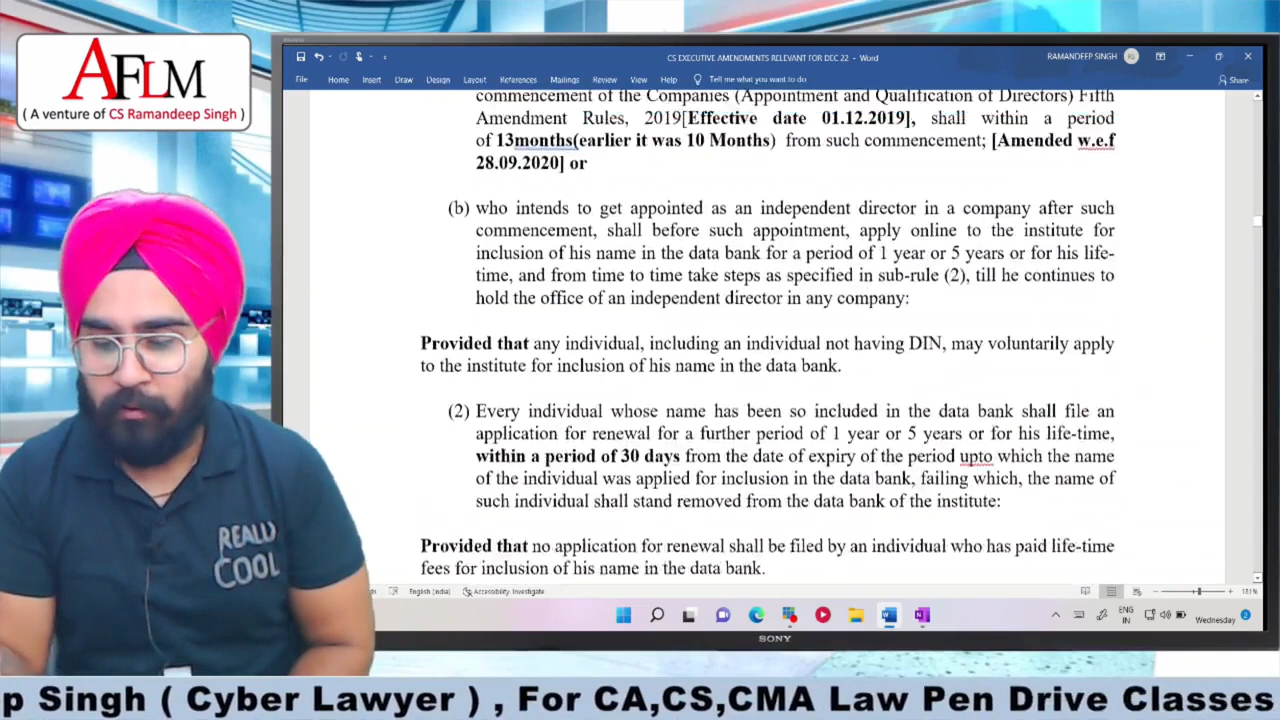 AFLM
( A venture of CS Ramandeep Singh )
CS EXECUTIVE AMENDMENTS RELEVANT FOR DEC 22 - Word
RAMANDEEP SINGH
RS
File Home Insert Draw Design Layout References Mailings Review View Help Tell me what you want to do
Share
commencement of the Companies (Appointment and Qualification of Directors) Fifth
Amendment Rules, 2019[Effective date 01.12.2019], shall within a period
of 13months(earlier it was 10 Months) from such commencement; [Amended w.e.f
28.09.2020] or
(b) who intends to get appointed as an independent director in a company after such
commencement, shall before such appointment, apply online to the institute for
inclusion of his name in the data bank for a period of 1 year or 5 years or for his life-
time, and from time to time take steps as specified in sub-rule (2), till he continues to
hold the office of an independent director in any company:
Provided that any individual, including an individual not having DIN, may voluntarily apply
to the institute for inclusion of his name in the data bank.
(2) Every individual whose name has been so included in the data bank shall file an
application for renewal for a further period of 1 year or 5 years or for his life-time,
within a period of 30 days from the date of expiry of the period upto which the name
of the individual was applied for inclusion in the data bank, failing which, the name of
such individual shall stand removed from the data bank of the institute:
Provided that no application for renewal shall be filed by an individual who has paid life-time
fees for inclusion of his name in the data bank.
English (India) Accessibility: Investigate
181%
ENG
IN
Wednesday
SONY
REALLY
COOL
p Singh ( Cyber Lawyer ) , For CA,CS,CMA Law Pen Drive Classes